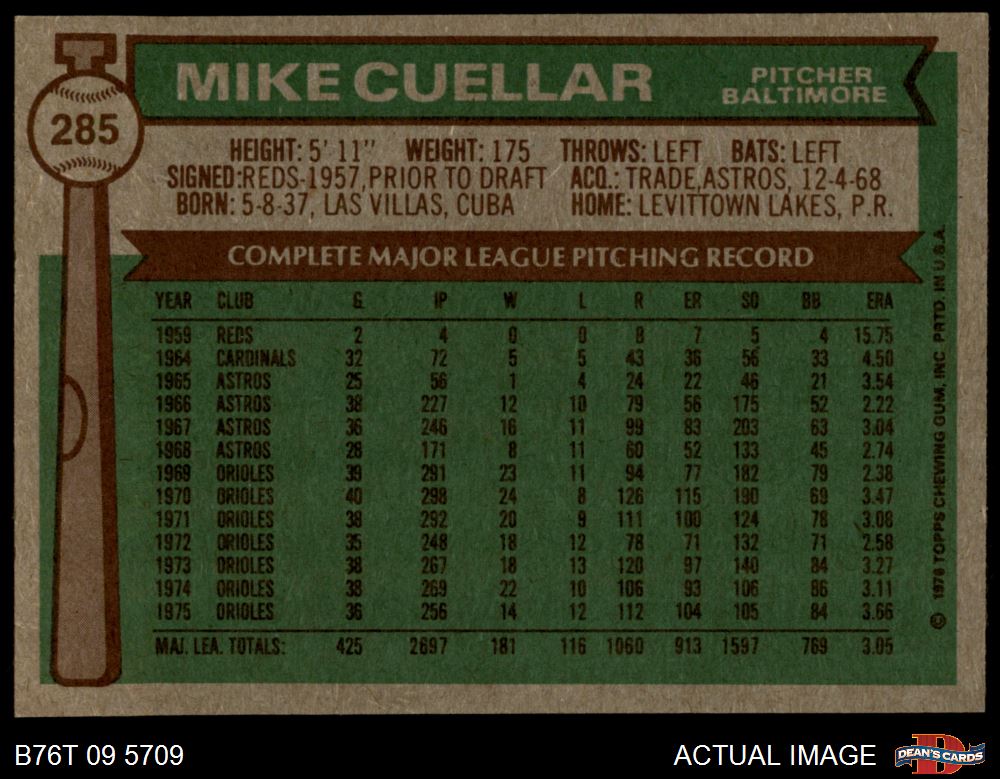 285
MIKE CUELLAR
PITCHER
BALTIMORE
HEIGHT: 5' 11" WEIGHT: 175 THROWS: LEFT BATS: LEFT
SIGNED: REDS-1957, PRIOR TO DRAFT ACQ.: TRADE, ASTROS, 12-4-68
BORN: 5-8-37, LAS VILLAS, CUBA HOME: LEVITTOWN LAKES, P.R.
COMPLETE MAJOR LEAGUE PITCHING RECORD
YEAR CLUB G IP W L R ER SO BB ERA
1959 REDS 2 4 0 0 8 7 5 4 15.75
1964 CARDINALS 32 72 5 5 43 36 56 33 4.50
1965 ASTROS 25 56 1 4 24 22 46 21 3.54
1966 ASTROS 38 227 12 10 79 56 175 52 2.22
1967 ASTROS 36 246 16 11 99 83 203 63 3.04
1968 ASTROS 28 171 8 11 60 52 133 45 2.74
1969 ORIOLES 39 291 23 11 94 77 182 79 2.38
1970 ORIOLES 40 298 24 8 126 115 190 69 3.47
1971 ORIOLES 38 292 20 9 111 100 124 78 3.08
1972 ORIOLES 35 248 18 12 78 71 132 71 2.58
1973 ORIOLES 38 267 18 13 120 97 140 84 3.27
1974 ORIOLES 38 269 22 10 106 93 106 86 3.11
1975 ORIOLES 36 256 14 12 112 104 105 84 3.66
MAJ. LEA. TOTALS: 425 2697 181 116 1060 913 1597 769 3.05
© 1976 TOPPS CHEWING GUM, INC. PRTD. IN U.S.A.
B76T 09 5709
ACTUAL IMAGE
DEAN'S CARDS